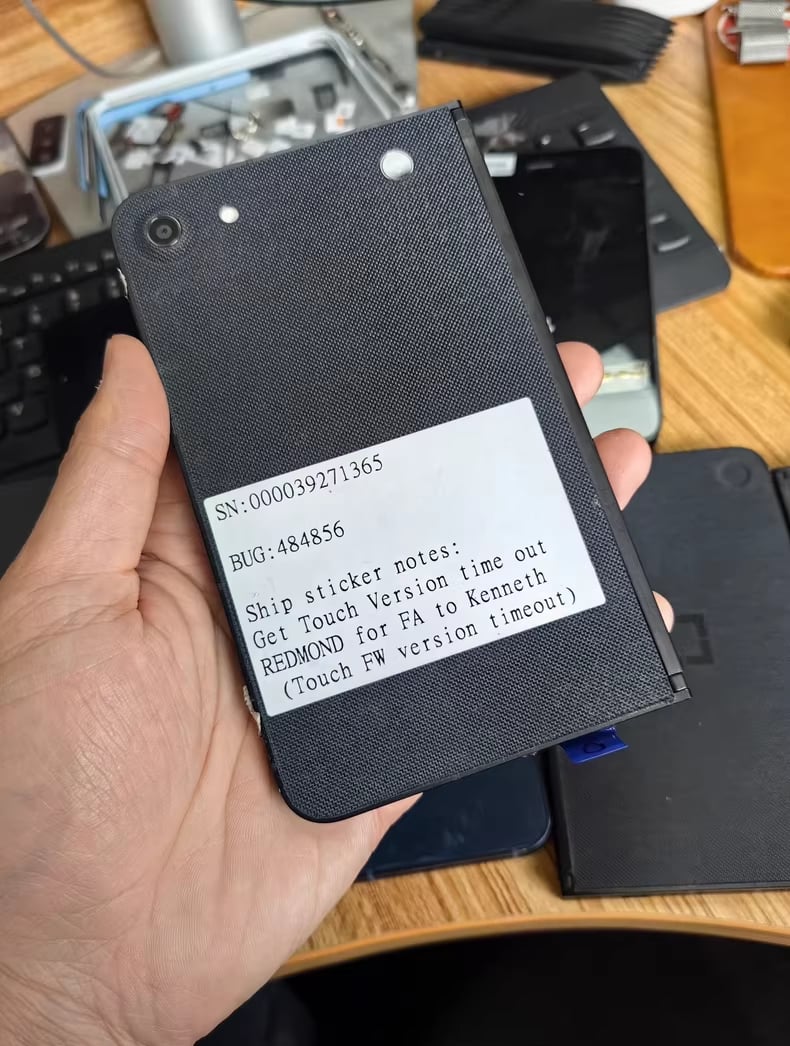 SN:000039271365
BUG:484856
Ship sticker notes:
Get Touch Version time out
REDMOND for FA to Kenneth
(Touch FW version timeout)